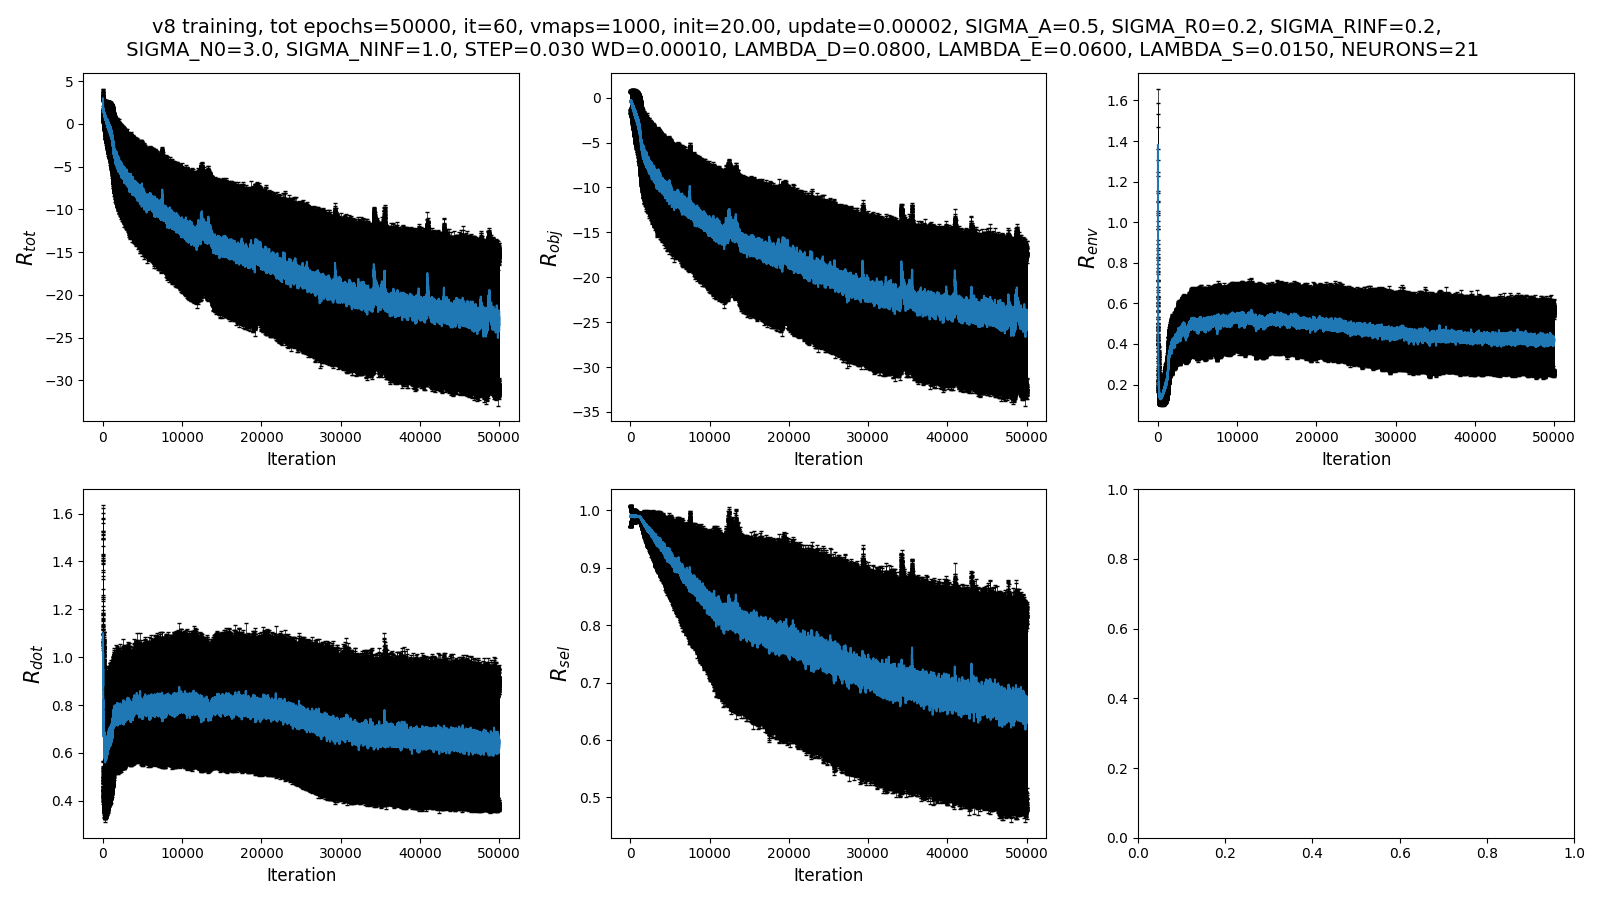 v8 training, tot epochs=50000, it=60, vmaps=1000, init=20.00, update=0.00002, SIGMA_A=0.5, SIGMA_R0=0.2, SIGMA_RINF=0.2,
SIGMA_N0=3.0, SIGMA_NINF=1.0, STEP=0.030 WD=0.00010, LAMBDA_D=0.0800, LAMBDA_E=0.0600, LAMBDA_S=0.0150, NEURONS=21
R_tot
5
0
−5
−10
−15
−20
−25
−30
0 10000 20000 30000 40000 50000
Iteration
R_obj
0
−5
−10
−15
−20
−25
−30
−35
0 10000 20000 30000 40000 50000
Iteration
R_env
1.6
1.4
1.2
1.0
0.8
0.6
0.4
0.2
0 10000 20000 30000 40000 50000
Iteration
R_dot
1.6
1.4
1.2
1.0
0.8
0.6
0.4
0 10000 20000 30000 40000 50000
Iteration
R_sel
1.0
0.9
0.8
0.7
0.6
0.5
0 10000 20000 30000 40000 50000
Iteration
1.0
0.8
0.6
0.4
0.2
0.0
0.0 0.2 0.4 0.6 0.8 1.0